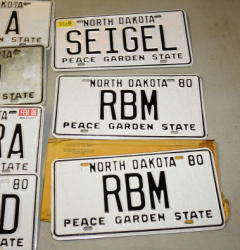 A
RA
D
NORTH DAKOTA
SEIGEL
PEACE GARDEN STATE
NORTH DAKOTA 80
RBM
PEACE GARDEN STATE
NORTH DAKOTA 80
RBM
PEACE GARDEN STATE